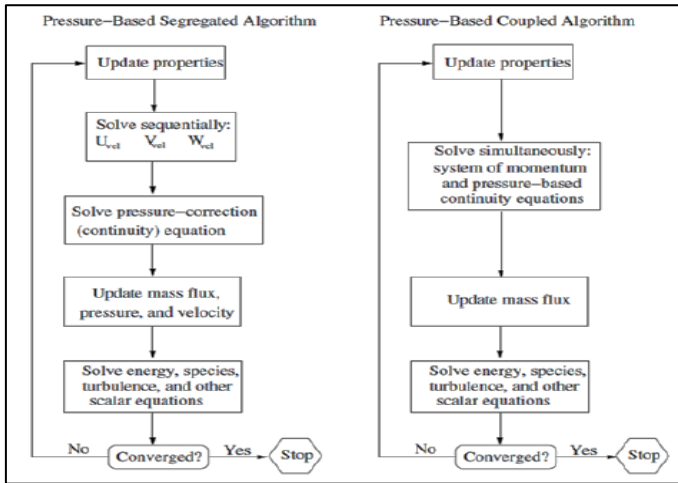 Pressure-Based Segregated Algorithm
Update properties
Solve sequentially:
U_vel V_vel W_vel
Solve pressure-correction
(continuity) equation
Update mass flux,
pressure, and velocity
Solve energy, species,
turbulence, and other
scalar equations
No
Converged?
Yes
Stop
Pressure-Based Coupled Algorithm
Update properties
Solve simultaneously:
system of momentum
and pressure-based
continuity equations
Update mass flux
Solve energy, species,
turbulence, and other
scalar equations
No
Converged?
Yes
Stop